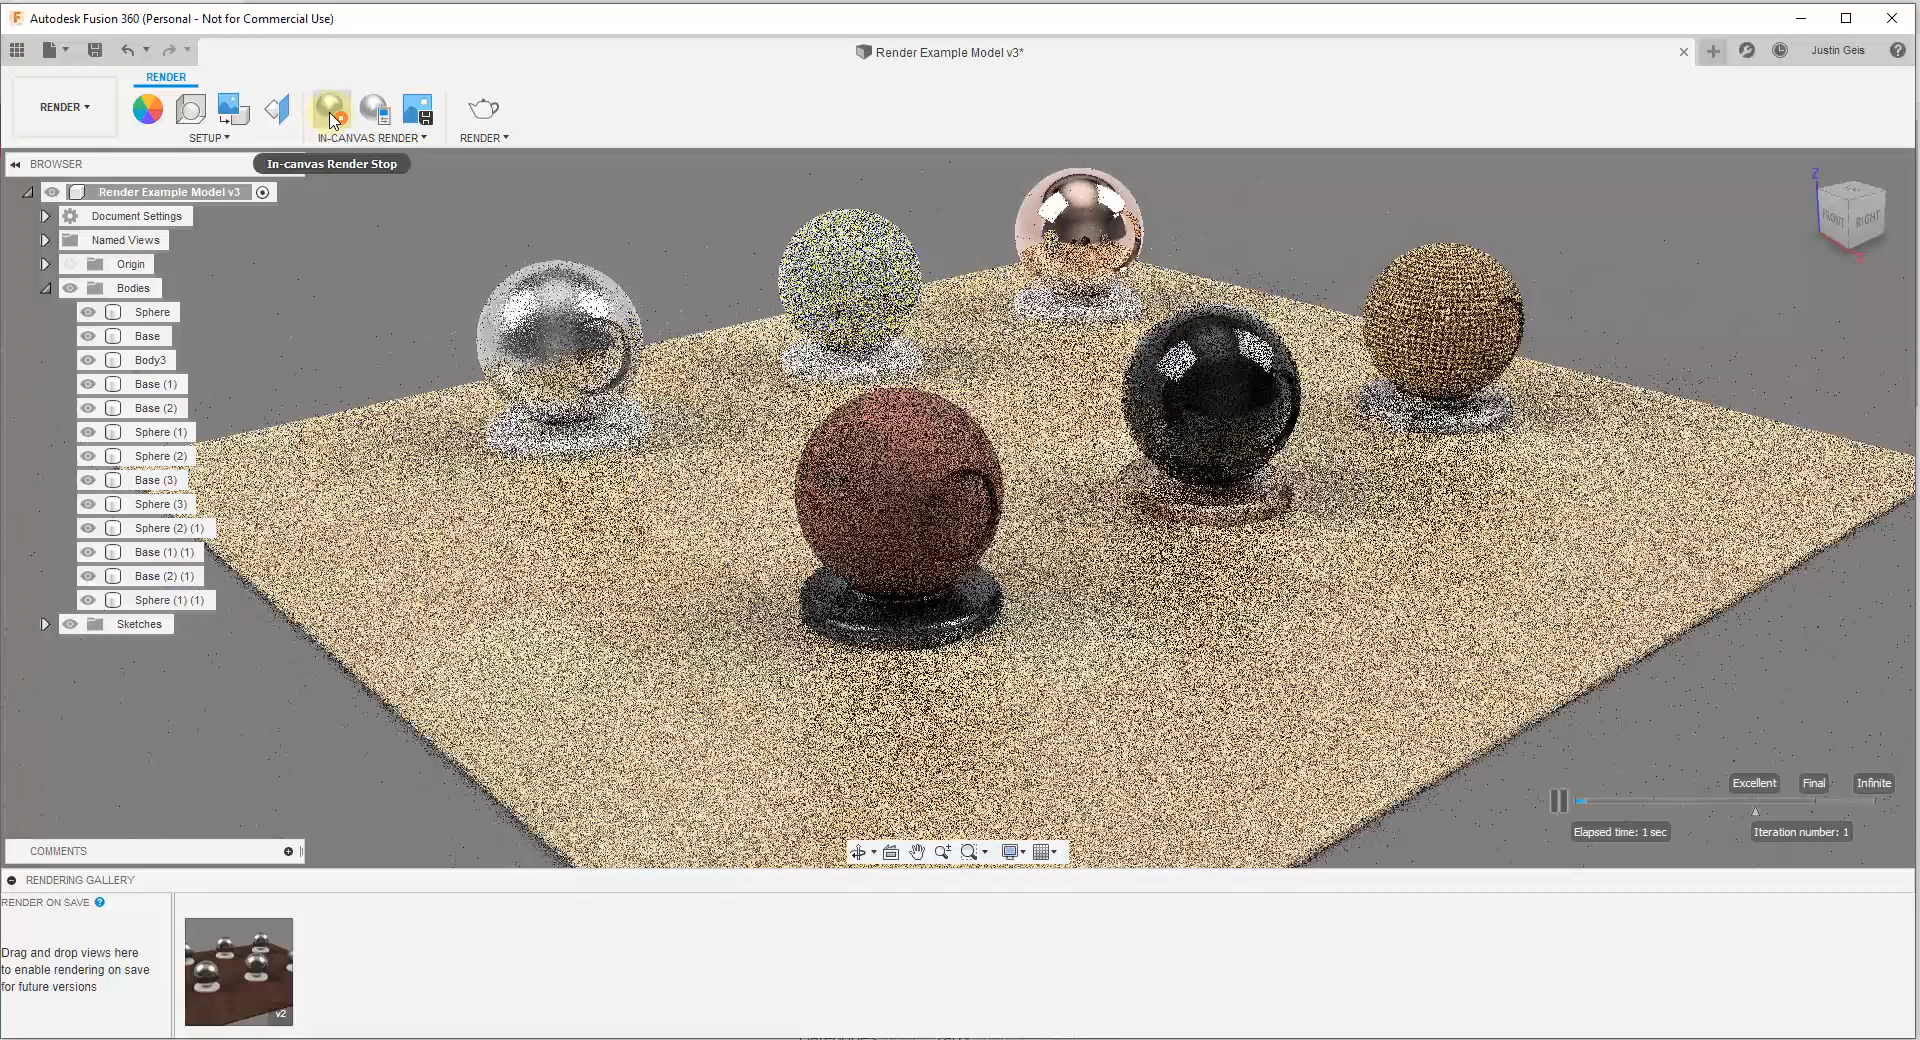 Autodesk Fusion 360 (Personal - Not for Commercial Use)
Render Example Model v3*
Justin Geis
RENDER
RENDER
SETUP
IN-CANVAS RENDER
RENDER
In-canvas Render Stop
BROWSER
Render Example Model v3
Document Settings
Named Views
Origin
Bodies
Sphere
Base
Body3
Base (1)
Base (2)
Sphere (1)
Sphere (2)
Base (3)
Sphere (3)
Sphere (2) (1)
Base (1) (1)
Base (2) (1)
Sphere (1) (1)
Sketches
Z
FRONT
RIGHT
Excellent
Final
Infinite
Elapsed time: 1 sec
Iteration number: 1
COMMENTS
RENDERING GALLERY
RENDER ON SAVE
Drag and drop views here
to enable rendering on save
for future versions
v2